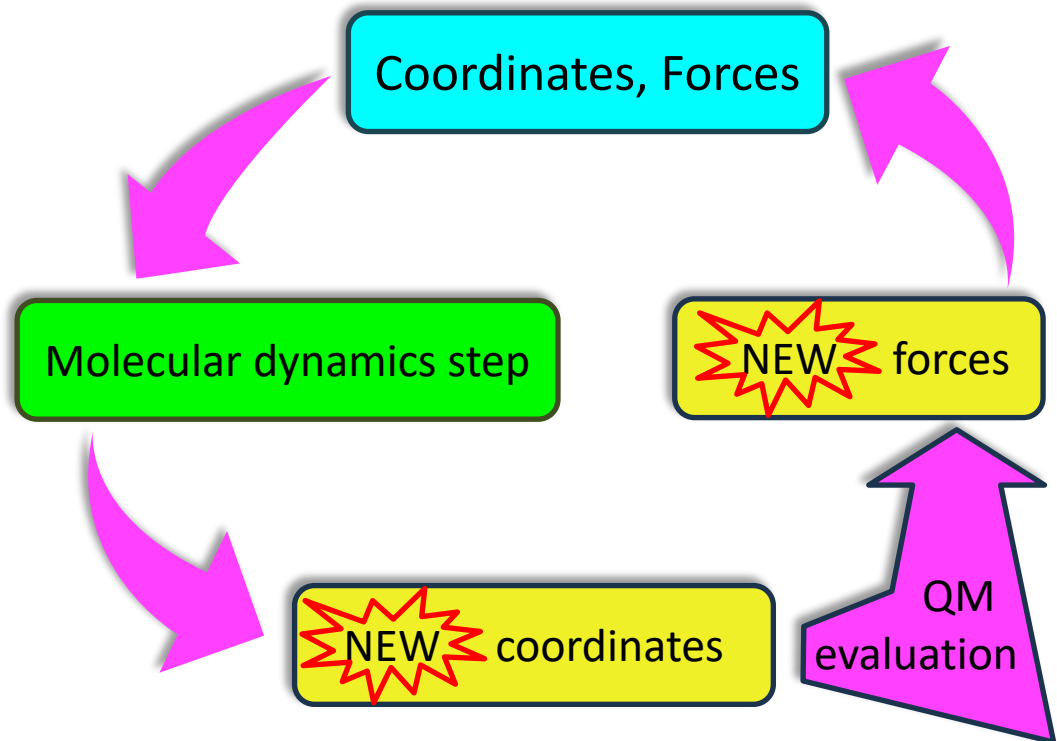 Coordinates, Forces
Molecular dynamics step
NEW forces
NEW coordinates
QM
evaluation